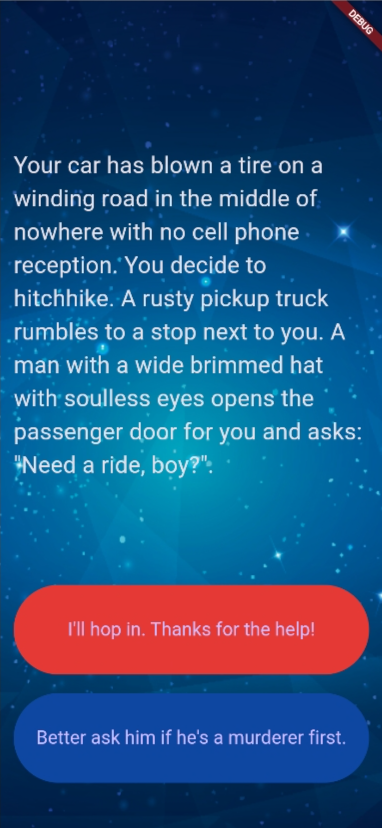 DEBUG
Your car has blown a tire on a
winding road in the middle of
nowhere with no cell phone
reception. You decide to
hitchhike. A rusty pickup truck
rumbles to a stop next to you. A
man with a wide brimmed hat
with soulless eyes opens the
passenger door for you and asks:
"Need a ride, boy?".
I'll hop in. Thanks for the help!
Better ask him if he's a murderer first.